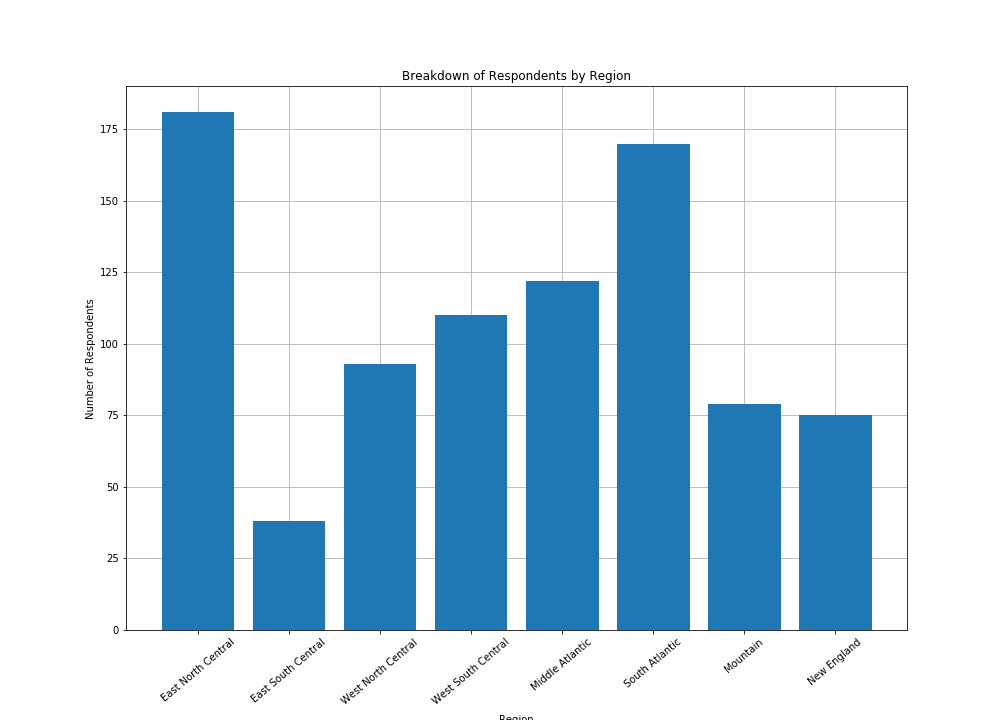 Breakdown of Respondents by Region
175
150
125
100
75
50
25
0
Number of Respondents
East North Central
East South Central
West North Central
West South Central
Middle Atlantic
South Atlantic
Mountain
New England
Region